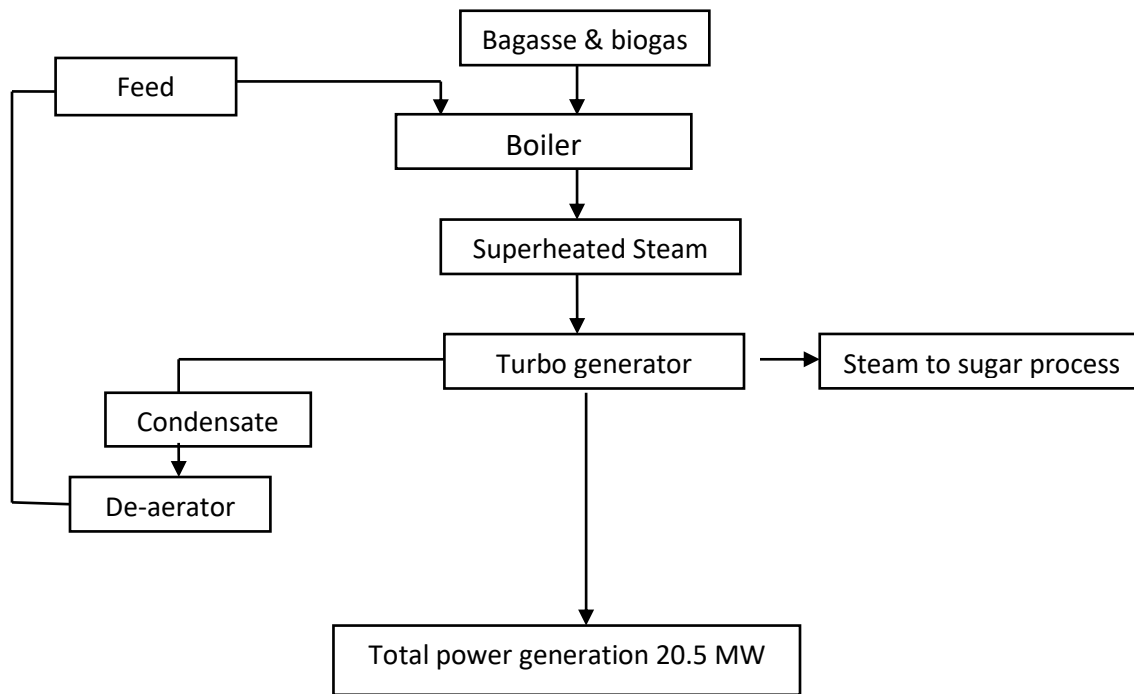 Bagasse & biogas
Feed
Boiler
Superheated Steam
Turbo generator
Steam to sugar process
Condensate
De-aerator
Total power generation 20.5 MW